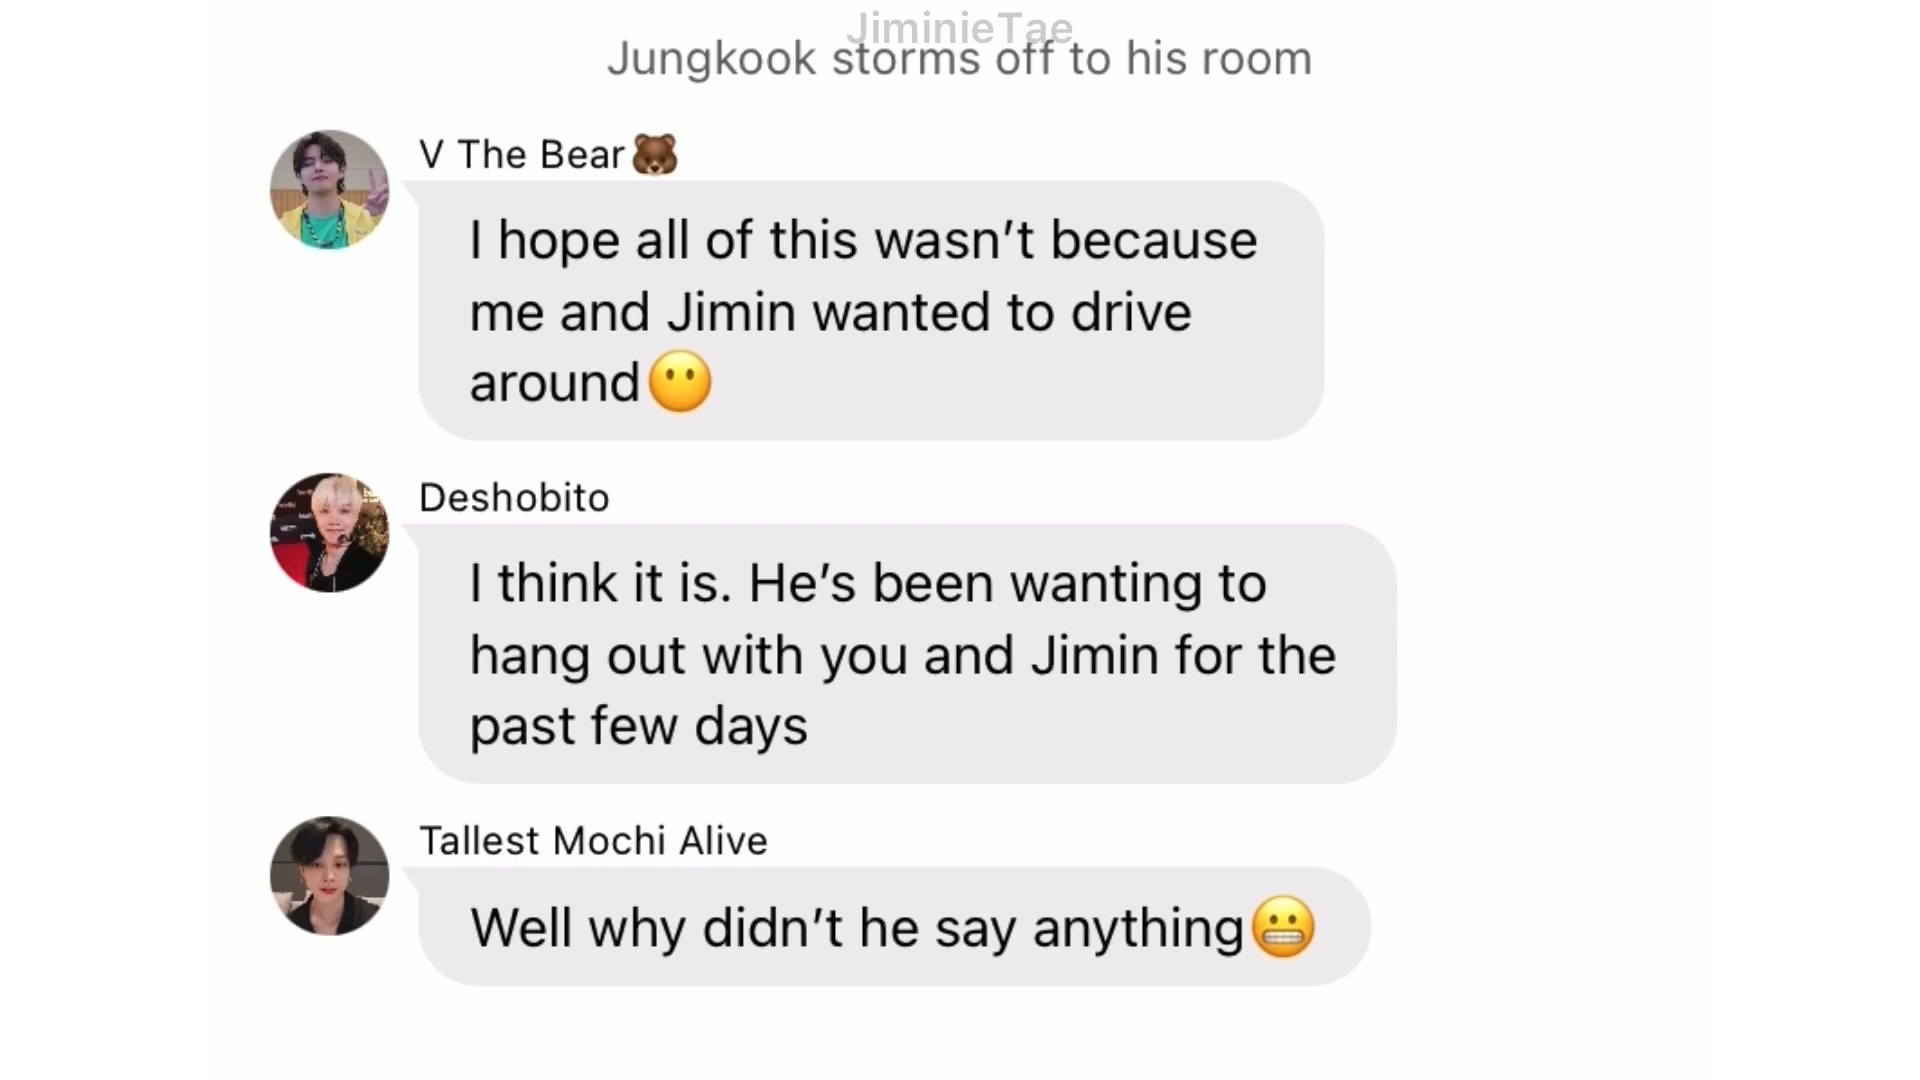 JiminieTae
Jungkook storms off to his room
V The Bear🐻
I hope all of this wasn’t because
me and Jimin wanted to drive
around😶
Deshobito
I think it is. He’s been wanting to
hang out with you and Jimin for the
past few days
Tallest Mochi Alive
Well why didn’t he say anything😬